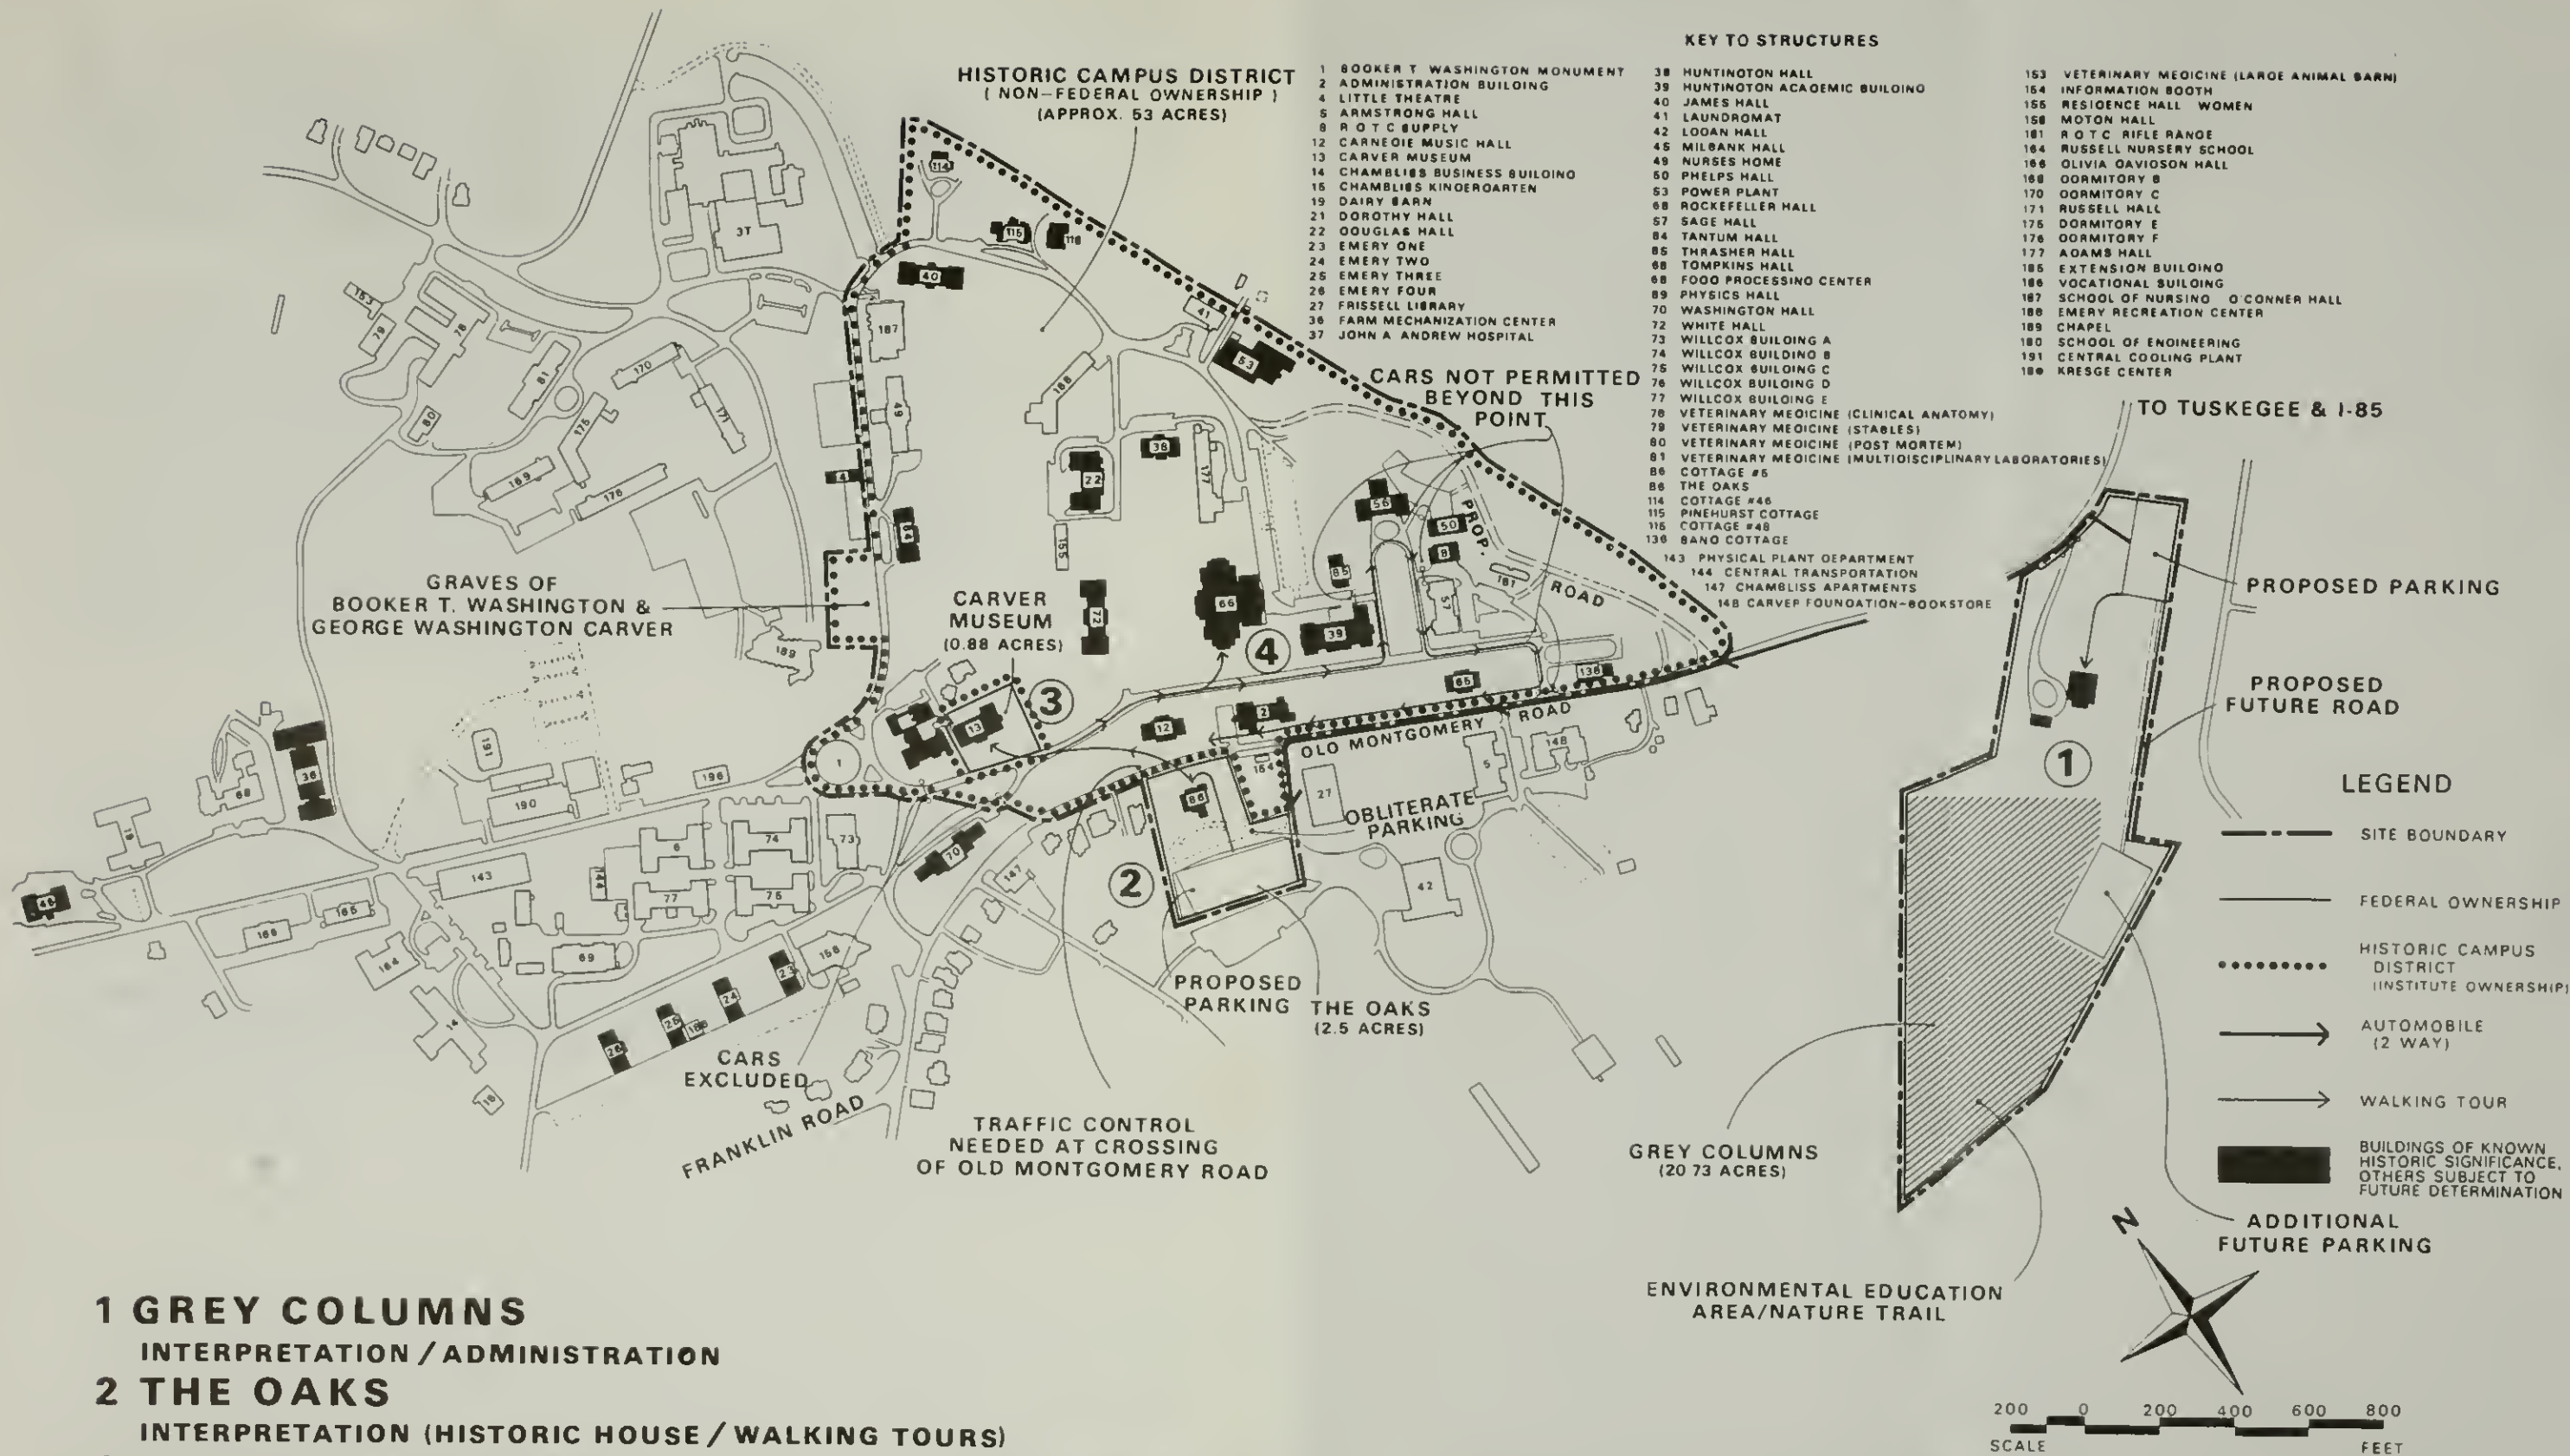 HISTORIC CAMPUS DISTRICT
( NON-FEDERAL OWNERSHIP )
(APPROX. 53 ACRES)
KEY TO STRUCTURES
1 BOOKER T WASHINGTON MONUMENT
2 ADMINISTRATION BUILDING
4 LITTLE THEATRE
5 ARMSTRONG HALL
8 R O T C SUPPLY
12 CARNEGIE MUSIC HALL
13 CARVER MUSEUM
14 CHAMBLISS BUSINESS BUILDING
15 CHAMBLISS KINDERGARTEN
19 DAIRY BARN
21 DOROTHY HALL
22 DOUGLAS HALL
23 EMERY ONE
24 EMERY TWO
25 EMERY THREE
26 EMERY FOUR
27 FRISSELL LIBRARY
36 FARM MECHANIZATION CENTER
37 JOHN A ANDREW HOSPITAL
38 HUNTINGTON HALL
39 HUNTINGTON ACADEMIC BUILDING
40 JAMES HALL
41 LAUNDROMAT
42 LOGAN HALL
45 MILBANK HALL
49 NURSES HOME
50 PHELPS HALL
53 POWER PLANT
ROCKEFELLER HALL
57 SAGE HALL
TANTUM HALL
THRASHER HALL
TOMPKINS HALL
68 FOOD PROCESSING CENTER
69 PHYSICS HALL
70 WASHINGTON HALL
72 WHITE HALL
73 WILLCOX BUILDING A
74 WILLCOX BUILDING B
75 WILLCOX BUILDING C
76 WILLCOX BUILDING D
77 WILLCOX BUILDING E
78 VETERINARY MEDICINE (CLINICAL ANATOMY)
79 VETERINARY MEDICINE (STABLES)
80 VETERINARY MEDICINE (POST MORTEM)
81 VETERINARY MEDICINE (MULTIDISCIPLINARY LABORATORIES)
COTTAGE #5
86 THE OAKS
114 COTTAGE #46
115 PINEHURST COTTAGE
116 COTTAGE #48
136 BAND COTTAGE
143 PHYSICAL PLANT DEPARTMENT
144 CENTRAL TRANSPORTATION
147 CHAMBLISS APARTMENTS
148 CARVER FOUNDATION-BOOKSTORE
153 VETERINARY MEDICINE (LARGE ANIMAL BARN)
154 INFORMATION BOOTH
155 RESIDENCE HALL WOMEN
158 MOTON HALL
161 R O T C RIFLE RANGE
164 RUSSELL NURSERY SCHOOL
166 OLIVIA DAVIDSON HALL
169 DORMITORY B
170 DORMITORY C
171 RUSSELL HALL
175 DORMITORY E
176 DORMITORY F
177 ADAMS HALL
185 EXTENSION BUILDING
186 VOCATIONAL BUILDING
187 SCHOOL OF NURSING O'CONNER HALL
188 EMERY RECREATION CENTER
189 CHAPEL
190 SCHOOL OF ENGINEERING
191 CENTRAL COOLING PLANT
KRESGE CENTER
CARS NOT PERMITTED
BEYOND THIS
POINT
TO TUSKEGEE & I-85
PROP.
ROAD
GRAVES OF
BOOKER T. WASHINGTON &
GEORGE WASHINGTON CARVER
CARVER
MUSEUM
(0.88 ACRES)
3
4
OLD MONTGOMERY ROAD
OBLITERATE
PARKING
2
PROPOSED
PARKING
THE OAKS
(2.5 ACRES)
CARS
EXCLUDED
FRANKLIN ROAD
TRAFFIC CONTROL
NEEDED AT CROSSING
OF OLD MONTGOMERY ROAD
PROPOSED PARKING
PROPOSED
FUTURE ROAD
1
GREY COLUMNS
(20 73 ACRES)
ENVIRONMENTAL EDUCATION
AREA/NATURE TRAIL
ADDITIONAL
FUTURE PARKING
LEGEND
SITE BOUNDARY
FEDERAL OWNERSHIP
HISTORIC CAMPUS
DISTRICT
(INSTITUTE OWNERSHIP)
AUTOMOBILE
(2 WAY)
WALKING TOUR
BUILDINGS OF KNOWN
HISTORIC SIGNIFICANCE,
OTHERS SUBJECT TO
FUTURE DETERMINATION
N
200 0 200 400 600 800
SCALE FEET
1 GREY COLUMNS
INTERPRETATION / ADMINISTRATION
2 THE OAKS
INTERPRETATION (HISTORIC HOUSE / WALKING TOURS)